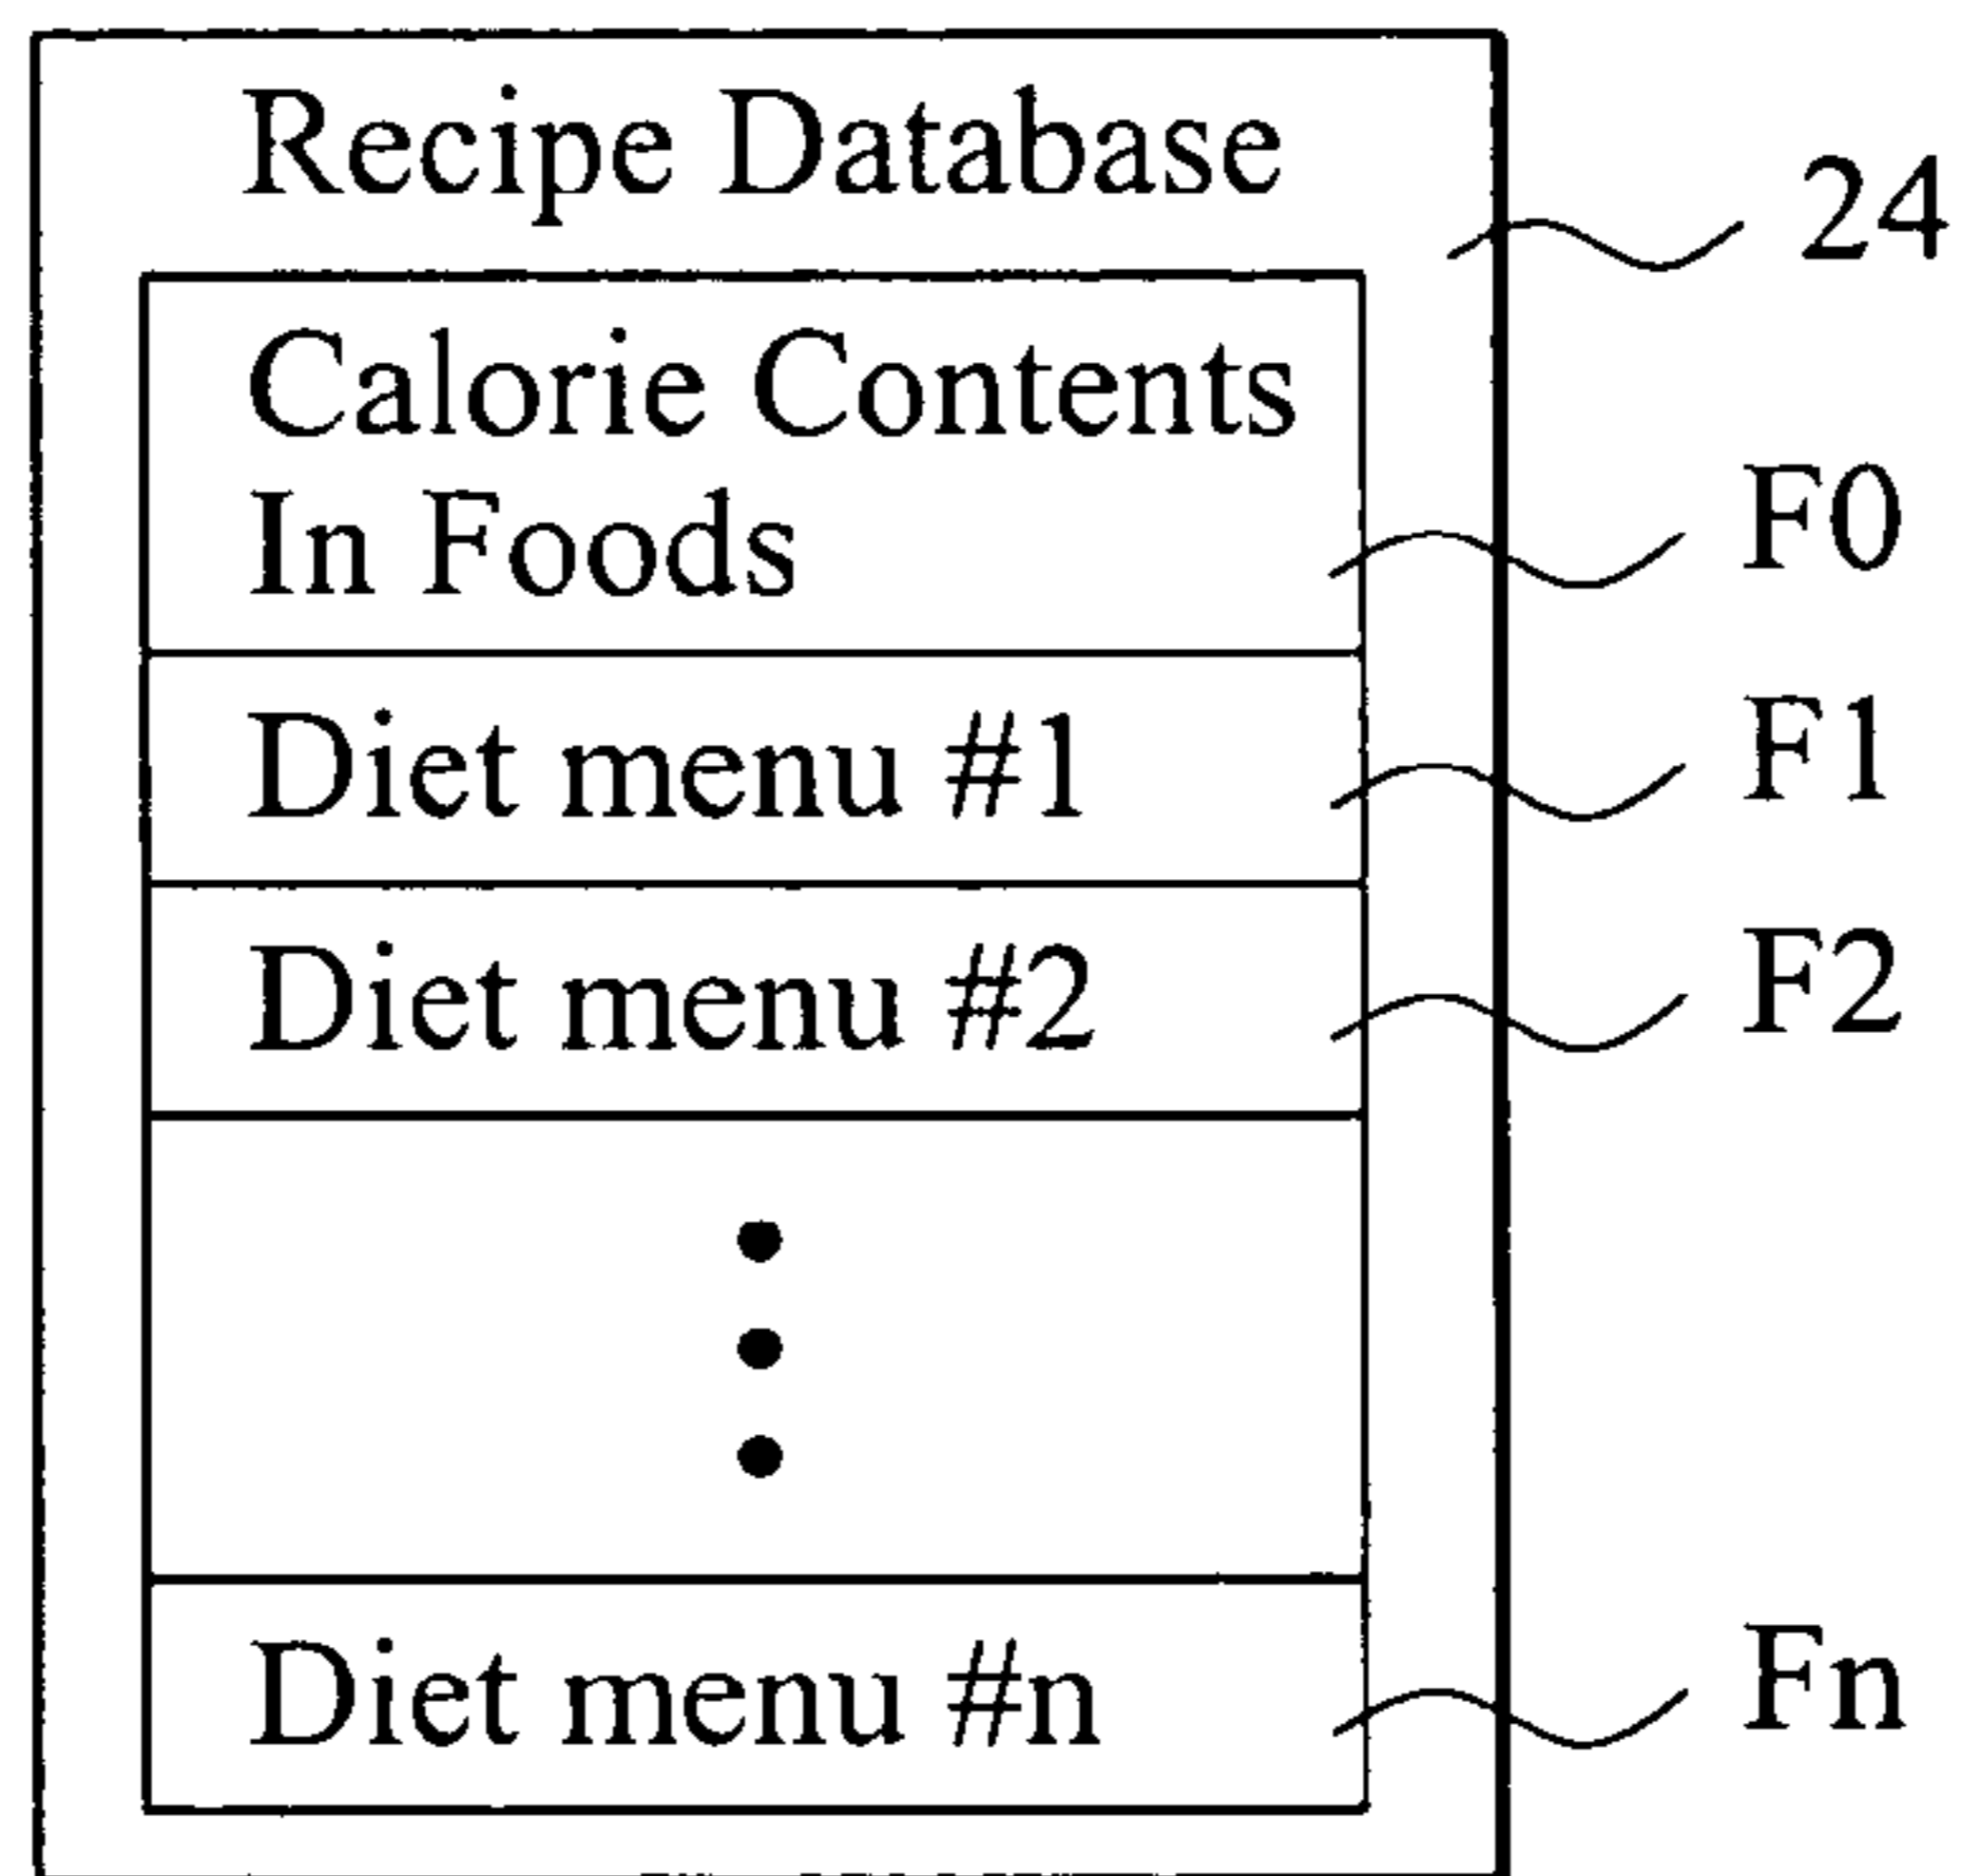 Recipe Database
24
Calorie Contents
In Foods
F0
Diet menu #1
F1
Diet menu #2
F2
Diet menu #n
Fn